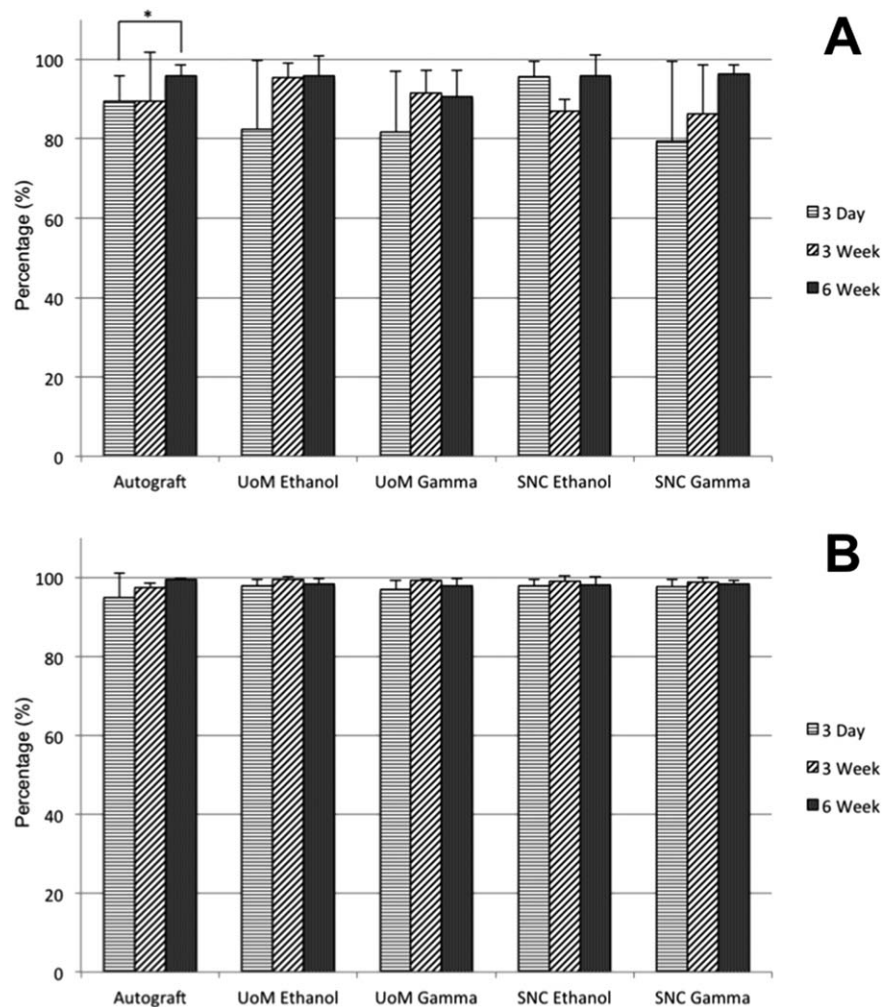 A
*
Percentage (%)
100
80
60
40
20
0
Autograft UoM Ethanol UoM Gamma SNC Ethanol SNC Gamma
3 Day
3 Week
6 Week
B
Percentage (%)
100
80
60
40
20
0
Autograft UoM Ethanol UoM Gamma SNC Ethanol SNC Gamma
3 Day
3 Week
6 Week